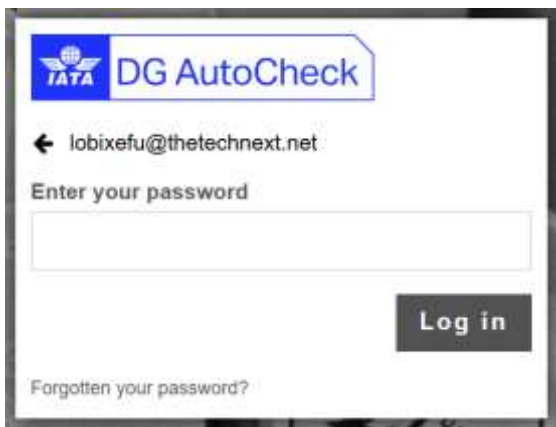 IATA DG AutoCheck
lobixefu@thetechnext.net
Enter your password
Log in
Forgotten your password?